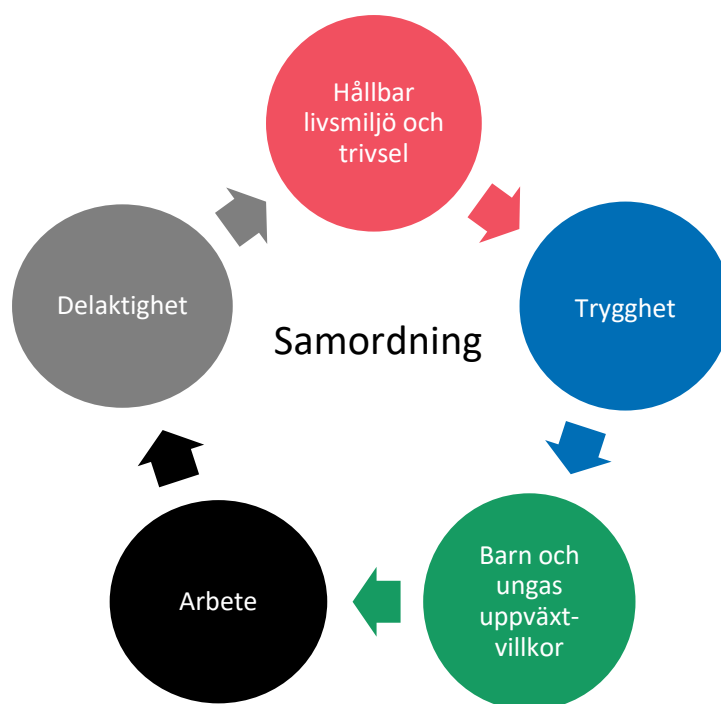 Hållbar
livsmiljö och
trivsel
Delaktighet
Trygghet
Samordning
Barn och
ungas
uppväxt-
villkor
Arbete